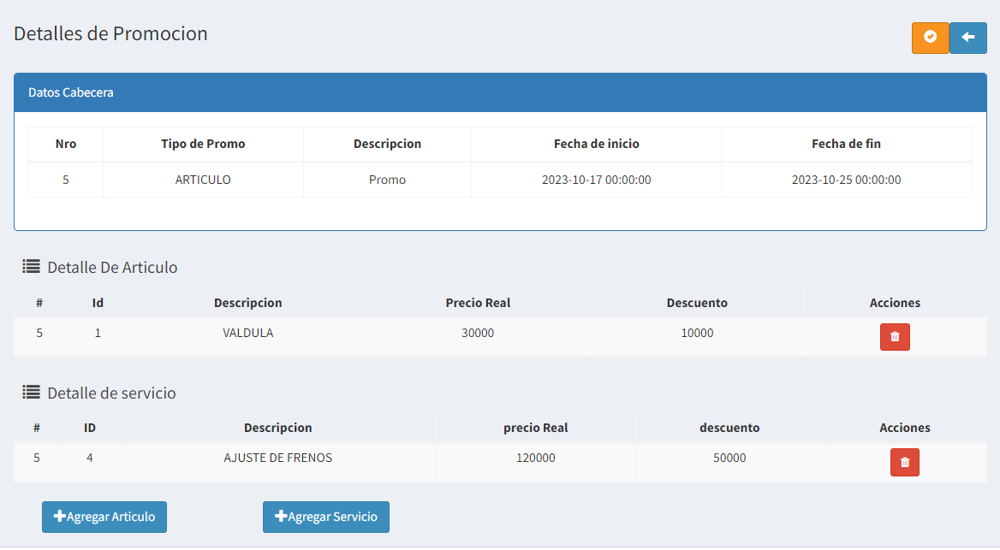 Detalles de Promocion
Datos Cabecera
Nro Tipo de Promo Descripcion Fecha de inicio Fecha de fin
5 ARTICULO Promo 2023-10-17 00:00:00 2023-10-25 00:00:00
Detalle De Articulo
# Id Descripcion Precio Real Descuento Acciones
5 1 VALDULA 30000 10000
Detalle de servicio
# ID Descripcion precio Real descuento Acciones
5 4 AJUSTE DE FRENOS 120000 50000
Agregar Articulo Agregar Servicio